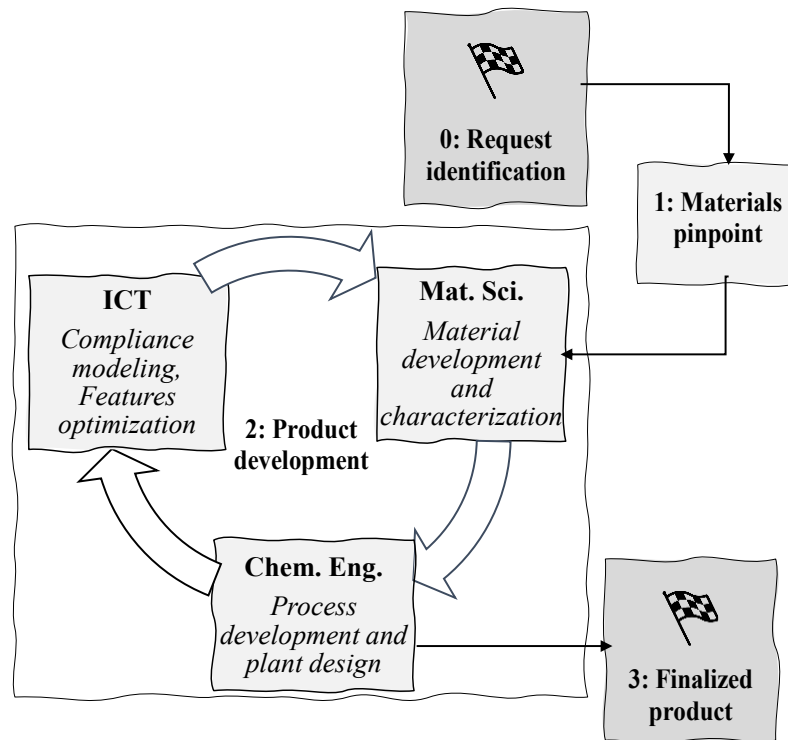 0: Request
identification
1: Materials
pinpoint
ICT
Compliance
modeling,
Features
optimization
Mat. Sci.
Material
development
and
characterization
2: Product
development
Chem. Eng.
Process
development and
plant design
3: Finalized
product